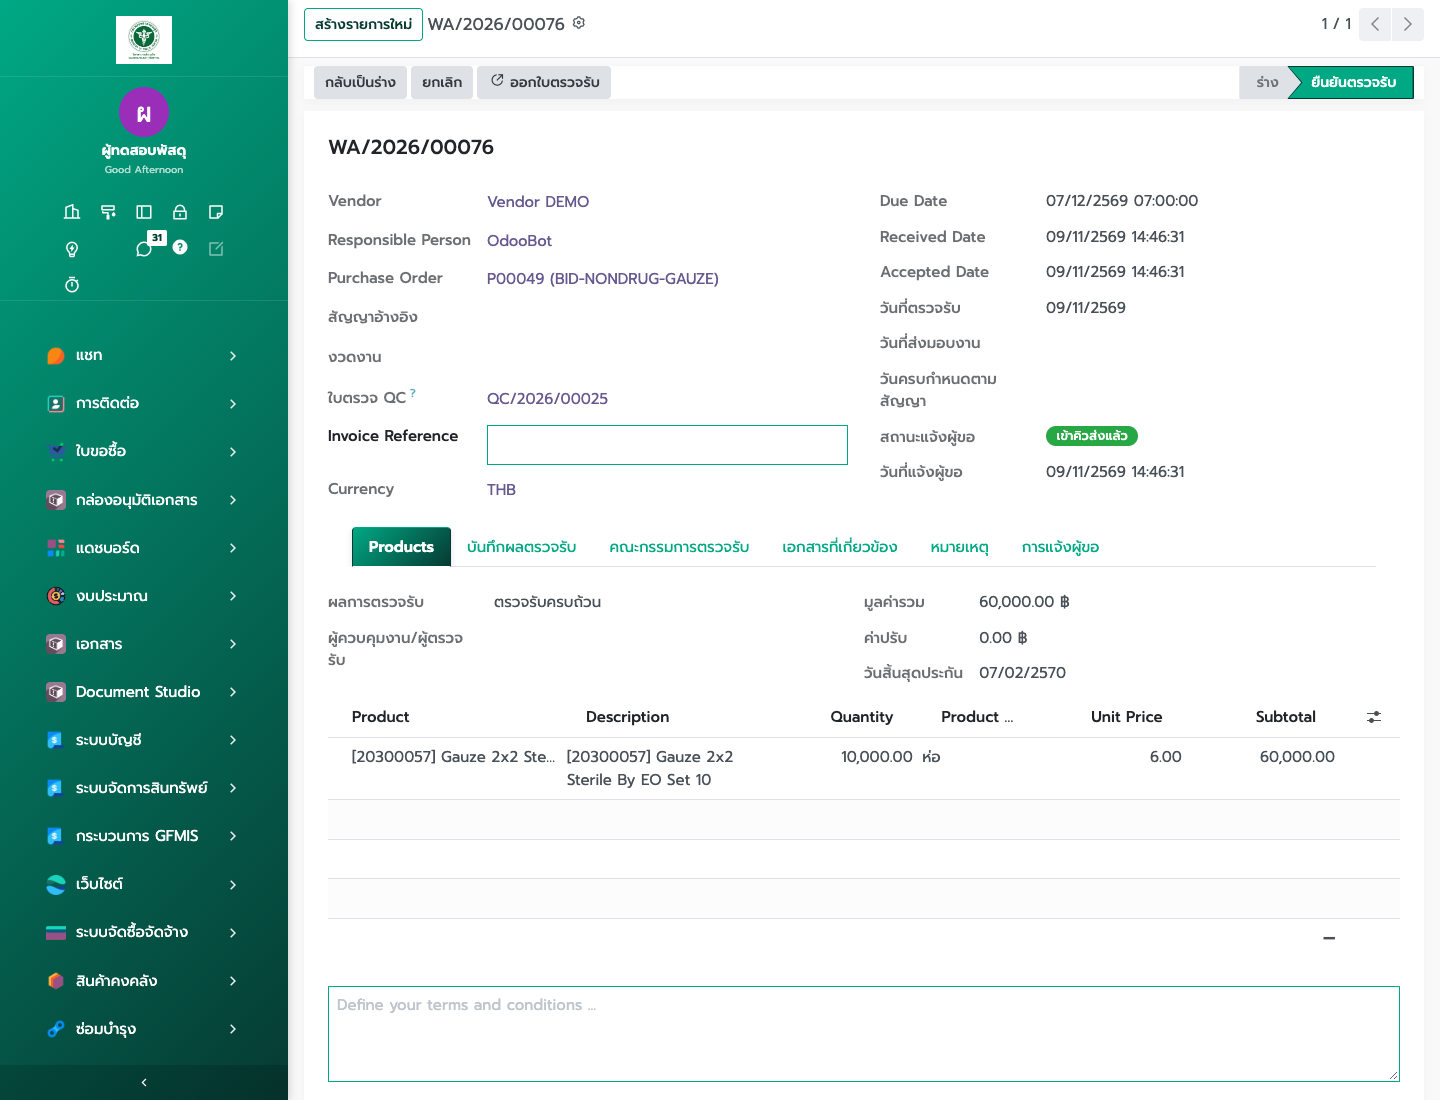 สร้างรายการใหม่ WA/2026/00076
1 / 1
กลับเป็นร่าง ยกเลิก ออกใบตรวจรับ
ร่าง ยืนยันตรวจรับ
ผ
ผู้ทดสอบพัสดุ
Good Afternoon
31
?
แชท
การติดต่อ
ใบขอซื้อ
กล่องอนุมัติเอกสาร
แดชบอร์ด
งบประมาณ
เอกสาร
Document Studio
ระบบบัญชี
ระบบจัดการสินทรัพย์
กระบวนการ GFMIS
เว็บไซต์
ระบบจัดซื้อจัดจ้าง
สินค้าคงคลัง
ซ่อมบำรุง
WA/2026/00076
Vendor Vendor DEMO
Responsible Person OdooBot
Purchase Order P00049 (BID-NONDRUG-GAUZE)
สัญญาอ้างอิง
งวดงาน
ใบตรวจ QC ? QC/2026/00025
Invoice Reference
Currency THB
Due Date 07/12/2569 07:00:00
Received Date 09/11/2569 14:46:31
Accepted Date 09/11/2569 14:46:31
วันที่ตรวจรับ 09/11/2569
วันที่ส่งมอบงาน
วันครบกำหนดตาม
สัญญา
สถานะแจ้งผู้ขอ เข้าคิวส่งแล้ว
วันที่แจ้งผู้ขอ 09/11/2569 14:46:31
Products บันทึกผลตรวจรับ คณะกรรมการตรวจรับ เอกสารที่เกี่ยวข้อง หมายเหตุ การแจ้งผู้ขอ
ผลการตรวจรับ ตรวจรับครบถ้วน
ผู้ควบคุมงาน/ผู้ตรวจ
รับ
มูลค่ารวม 60,000.00 ฿
ค่าปรับ 0.00 ฿
วันสิ้นสุดประกัน 07/02/2570
Product Description Quantity Product ... Unit Price Subtotal
[20300057] Gauze 2x2 Ste... [20300057] Gauze 2x2 10,000.00 ห่อ 6.00 60,000.00
Sterile By EO Set 10
Define your terms and conditions ...